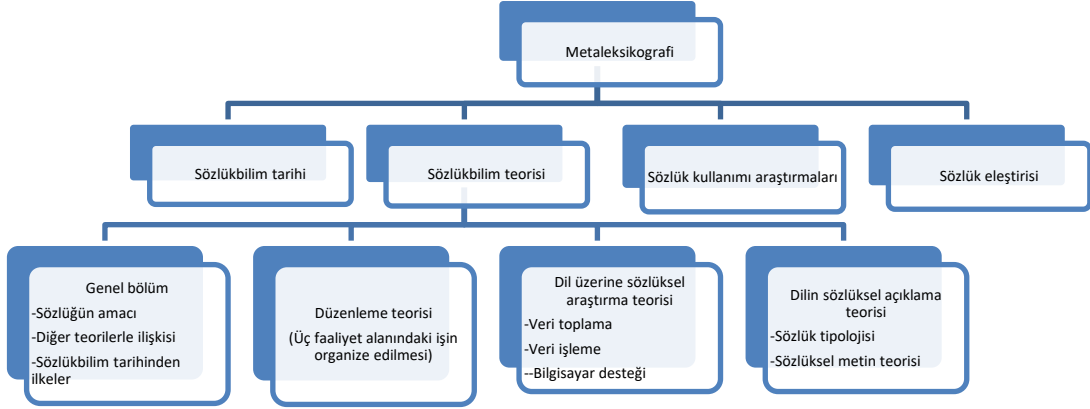 Metaleksikografi
Sözlükbilim tarihi
Sözlükbilim teorisi
Sözlük kullanımı araştırmaları
Sözlük eleştirisi
Genel bölüm
-Sözlüğün amacı
-Diğer teorilerle ilişkisi
-Sözlükbilim tarihinden
ilkeler
Düzenleme teorisi
(Üç faaliyet alanındaki işin
organize edilmesi)
Dil üzerine sözlüksel
araştırma teorisi
-Veri toplama
-Veri işleme
--Bilgisayar desteği
Dilin sözlüksel açıklama
teorisi
-Sözlük tipolojisi
-Sözlüksel metin teorisi